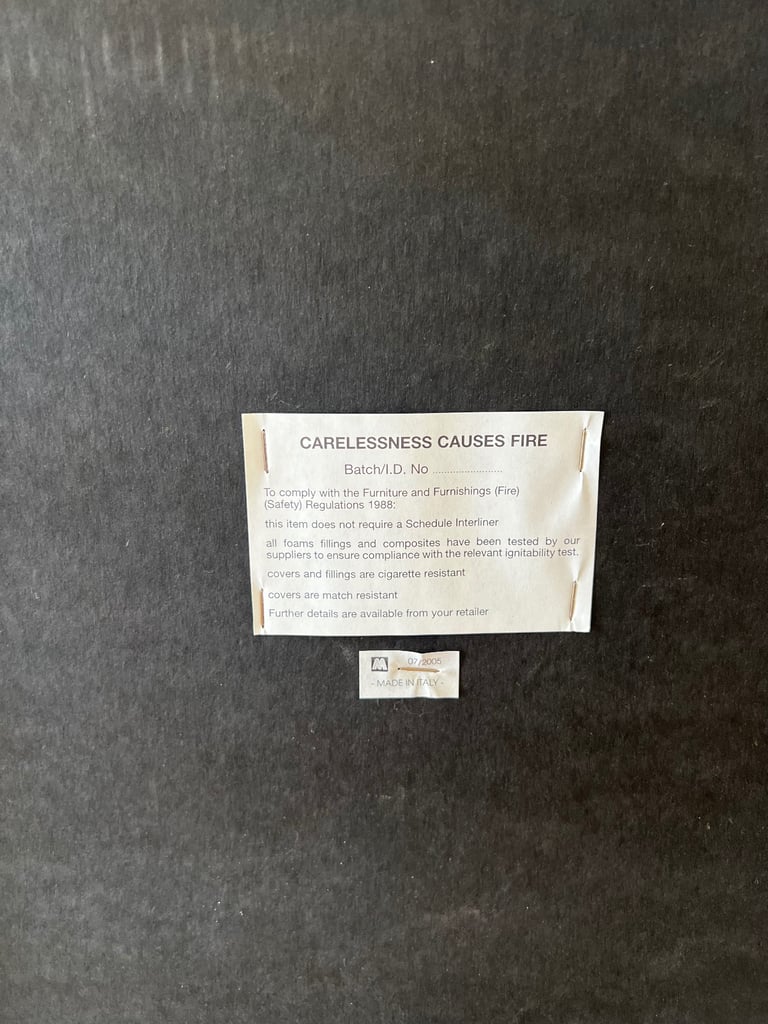 CARELESSNESS CAUSES FIRE
Batch/I.D. No ........................
To comply with the Furniture and Furnishings (Fire)
(Safety) Regulations 1988:
this item does not require a Schedule Interliner
all foams fillings and composites have been tested by our
suppliers to ensure compliance with the relevant ignitability test.
covers and fillings are cigarette resistant
covers are match resistant
Further details are available from your retailer
M 07/2005
- MADE IN ITALY -